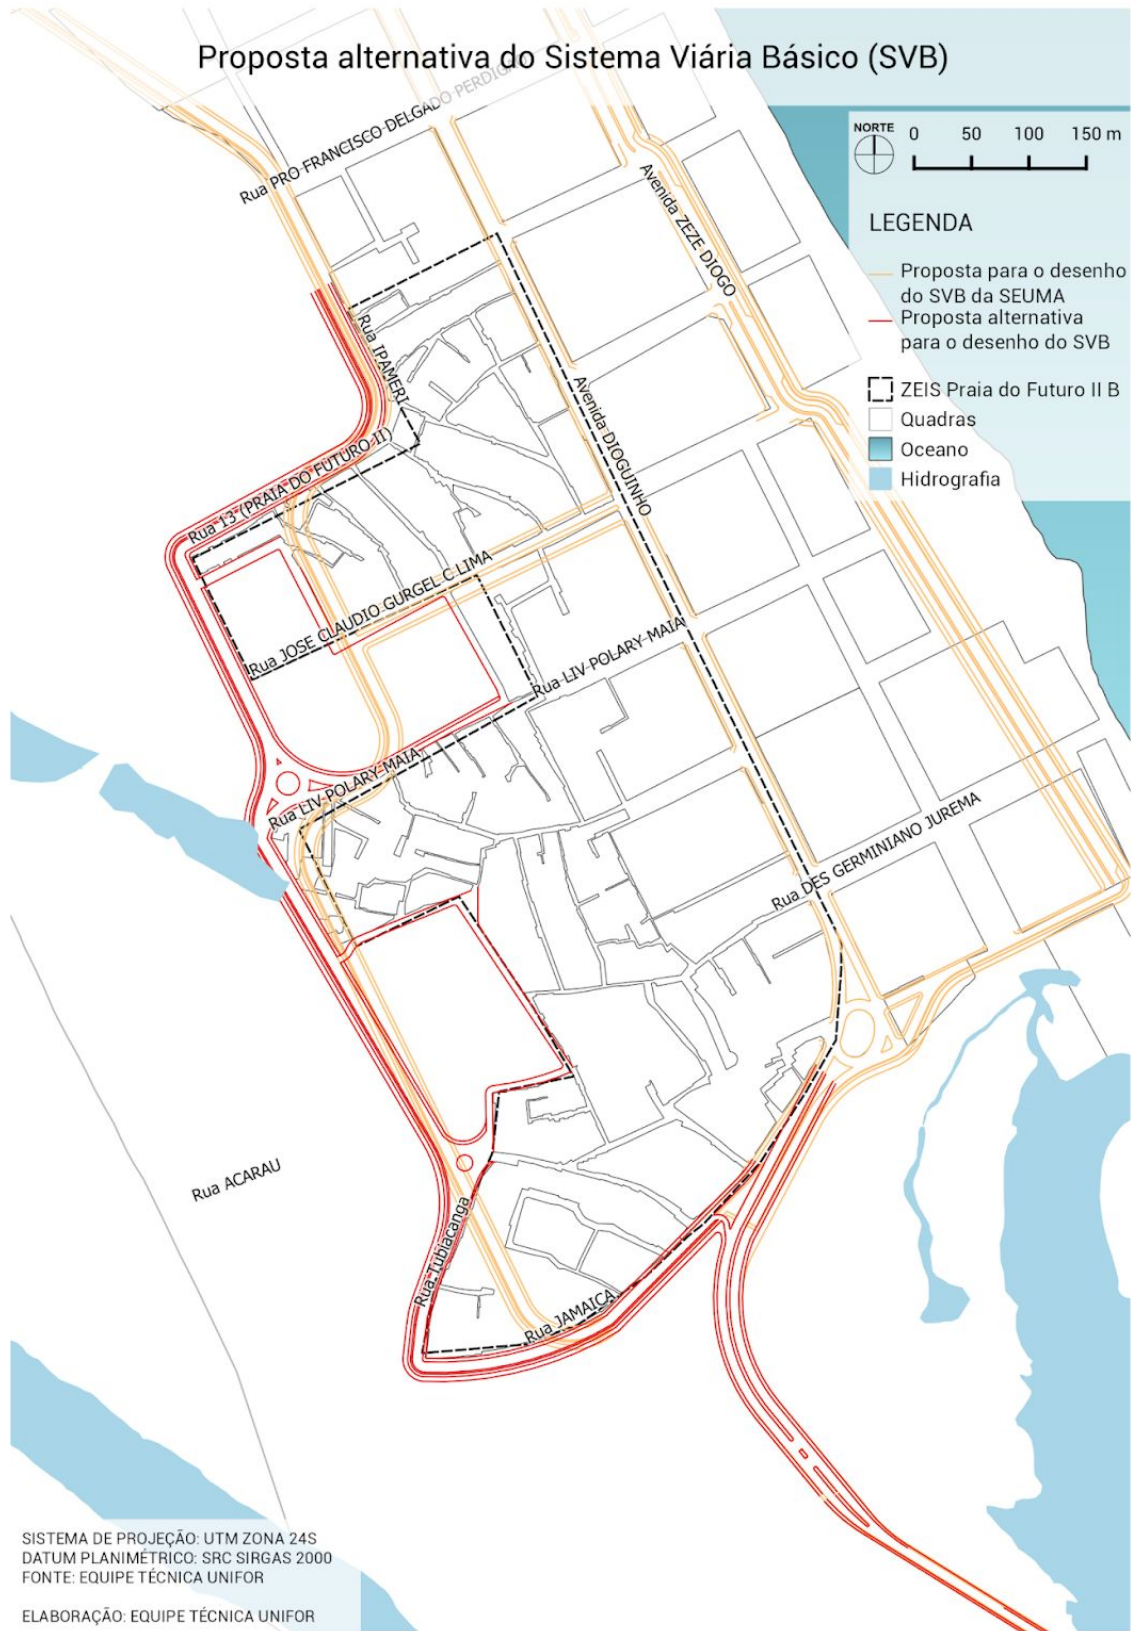 Proposta alternativa do Sistema Viária Básico (SVB)
Rua PRO FRANCISCO DELGADO PERDIGAO
NORTE
0 50 100 150 m
Avenida ZEZE DIOGO
LEGENDA
Proposta para o desenho
do SVB da SEUMA
Proposta alternativa
para o desenho do SVB
ZEIS Praia do Futuro II B
Quadras
Oceano
Hidrografia
Rua IPAMERI
Avenida DIOGUINHO
Rua 13 (PRAIA DO FUTURO II)
Rua JOSE CLAUDIO GURGEL C LIMA
Rua LIV POLARY MAIA
Rua LIV POLARY MAIA
Rua DES GERMINIANO JUREMA
Rua ACARAU
Rua Tubiacanga
Rua JAMAICA
SISTEMA DE PROJEÇÃO: UTM ZONA 24S
DATUM PLANIMÉTRICO: SRC SIRGAS 2000
FONTE: EQUIPE TÉCNICA UNIFOR
ELABORAÇÃO: EQUIPE TÉCNICA UNIFOR